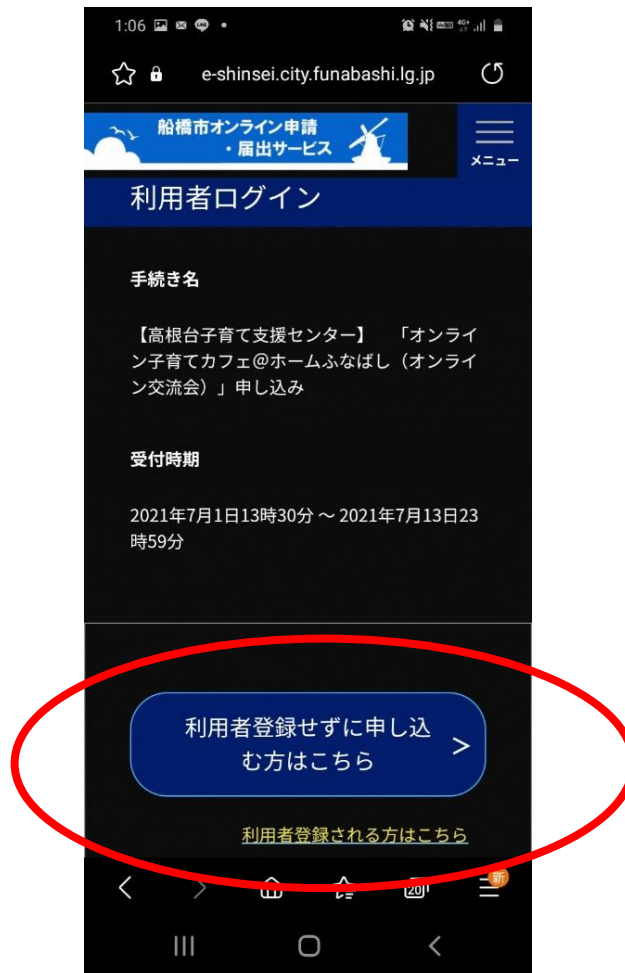 1:06
LINE
4G+
e-shinsei.city.funabashi.lg.jp
船橋市オンライン申請
・届出サービス
メニュー
利用者ログイン
手続き名
【高根台子育て支援センター】　「オンライ
ン子育てカフェ@ホームふなばし（オンライ
ン交流会）」申し込み
受付時期
2021年7月1日13時30分 ～ 2021年7月13日23
時59分
利用者登録せずに申し込
む方はこちら
利用者登録される方はこちら
20
新